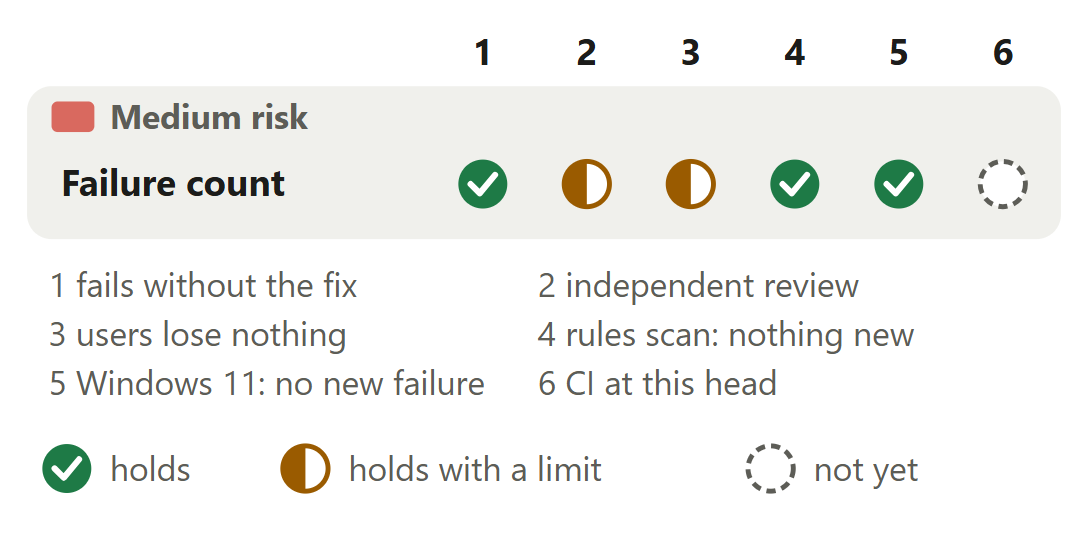 1 2 3 4 5 6
Medium risk
Failure count
1 fails without the fix
2 independent review
3 users lose nothing
4 rules scan: nothing new
5 Windows 11: no new failure
6 CI at this head
holds
holds with a limit
not yet